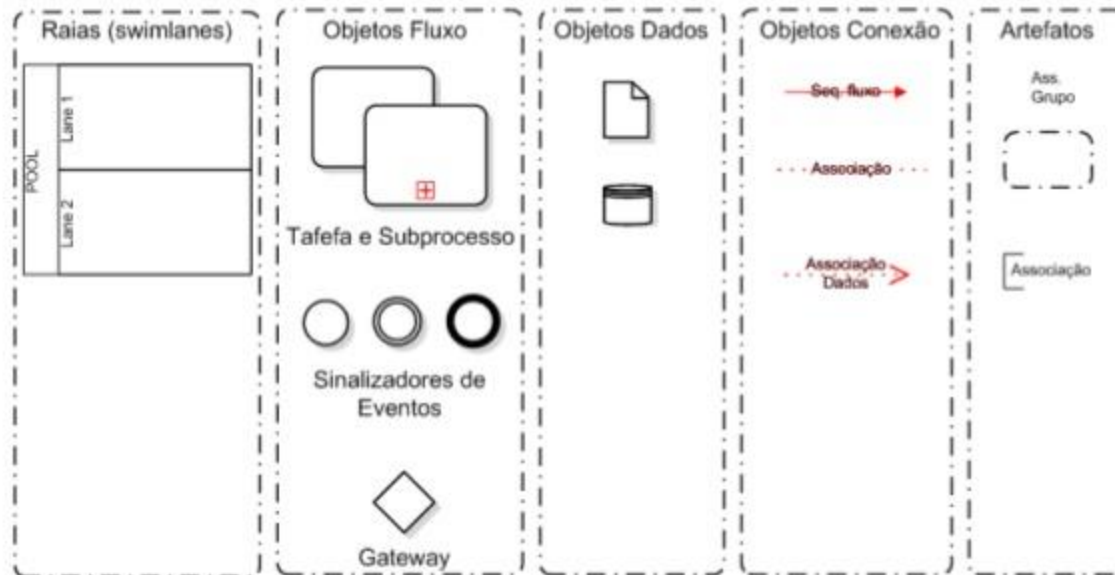 Raias (swimlanes)
POOL
Lane 1
Lane 2
Objetos Fluxo
Tafefa e Subprocesso
Sinalizadores de
Eventos
Gateway
Objetos Dados
Objetos Conexão
Seq. fluxo
Associação
Associação
Dados
Artefatos
Ass.
Grupo
Associação